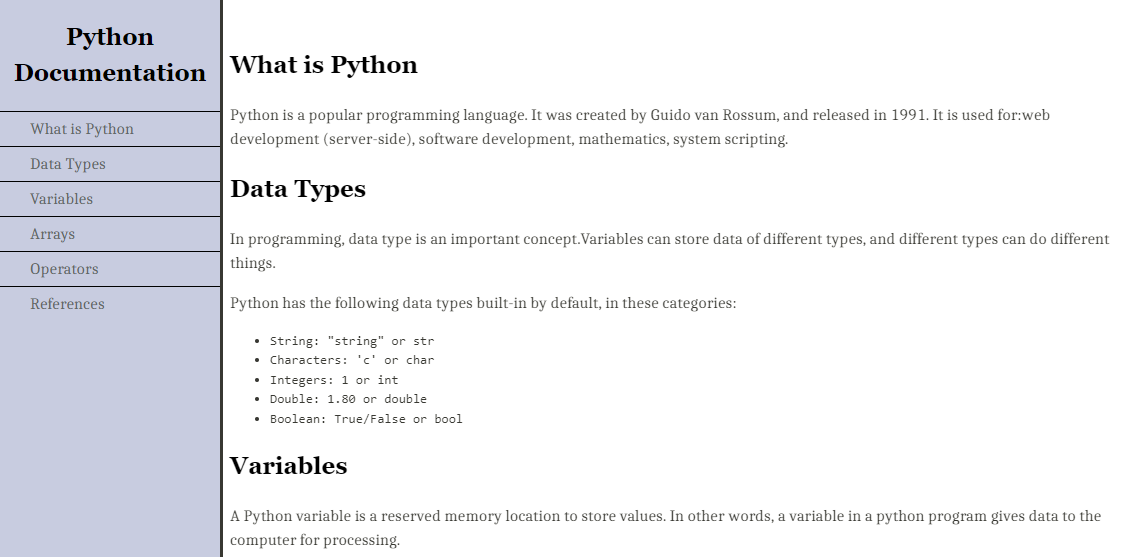 Python
Documentation
What is Python
Data Types
Variables
Arrays
Operators
References
What is Python
Python is a popular programming language. It was created by Guido van Rossum, and released in 1991. It is used for:web
development (server-side), software development, mathematics, system scripting.
Data Types
In programming, data type is an important concept.Variables can store data of different types, and different types can do different
things.
Python has the following data types built-in by default, in these categories:
• String: "string" or str
• Characters: 'c' or char
• Integers: 1 or int
• Double: 1.80 or double
• Boolean: True/False or bool
Variables
A Python variable is a reserved memory location to store values. In other words, a variable in a python program gives data to the
computer for processing.